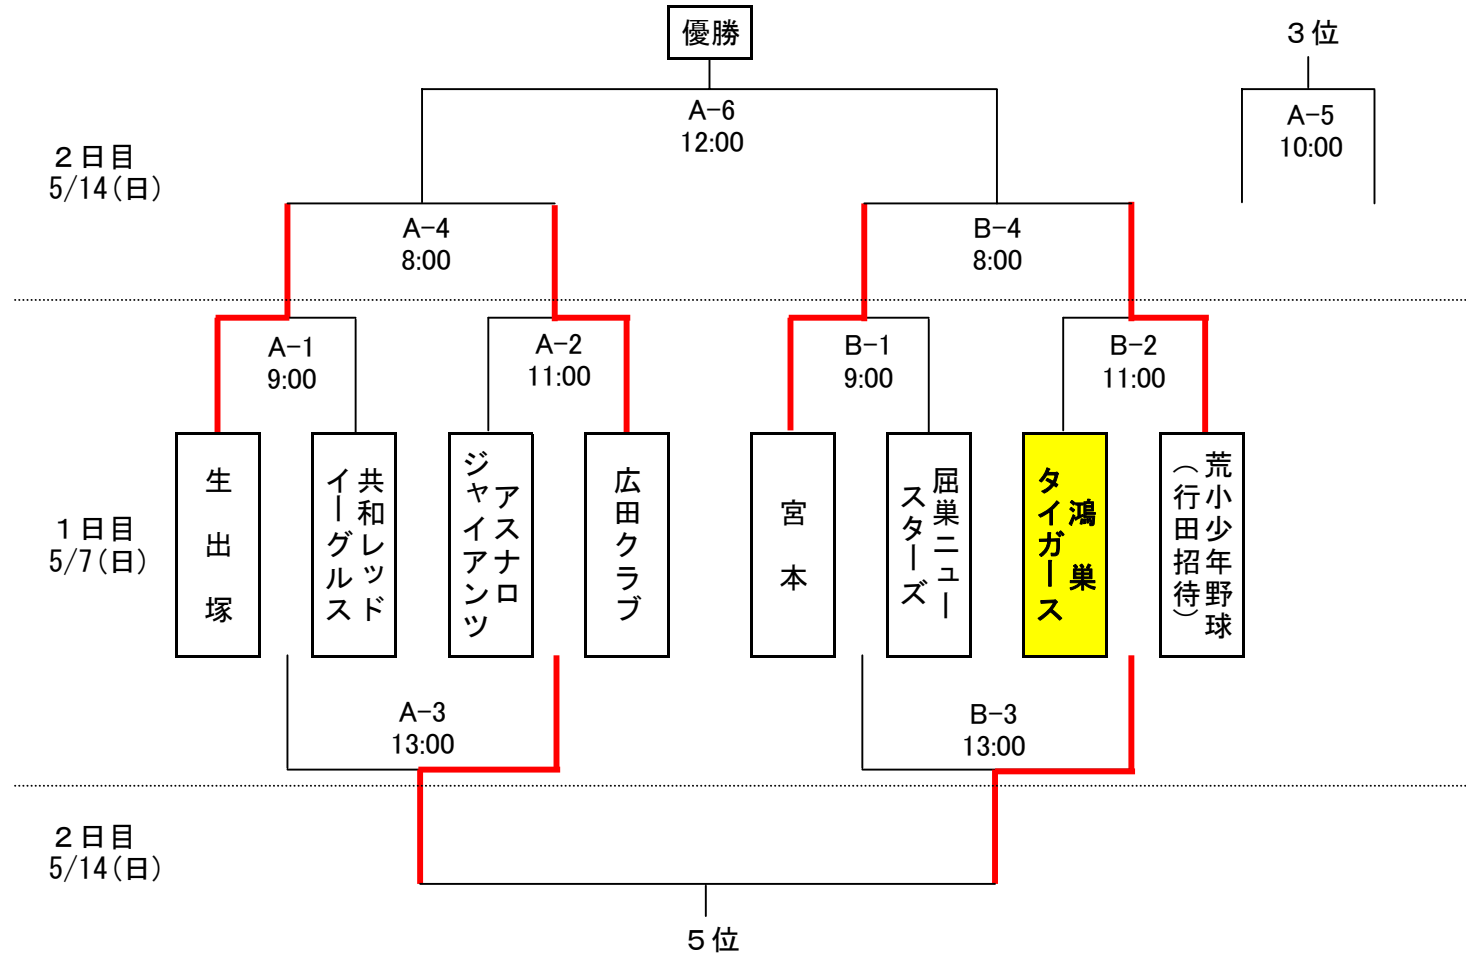 優勝
３位
A-6
12:00
A-5
10:00
２日目
5/14(日)
A-4
8:00
B-4
8:00
A-1
9:00
A-2
11:00
B-1
9:00
B-2
11:00
１日目
5/7(日)
生出塚
共和レッド
イーグルス
アスナロ
ジャイアンツ
広田クラブ
宮本
屈巣ニュー
スターズ
鴻巣
タイガース
荒小少年野球
（行田招待）
A-3
13:00
B-3
13:00
２日目
5/14(日)
５位